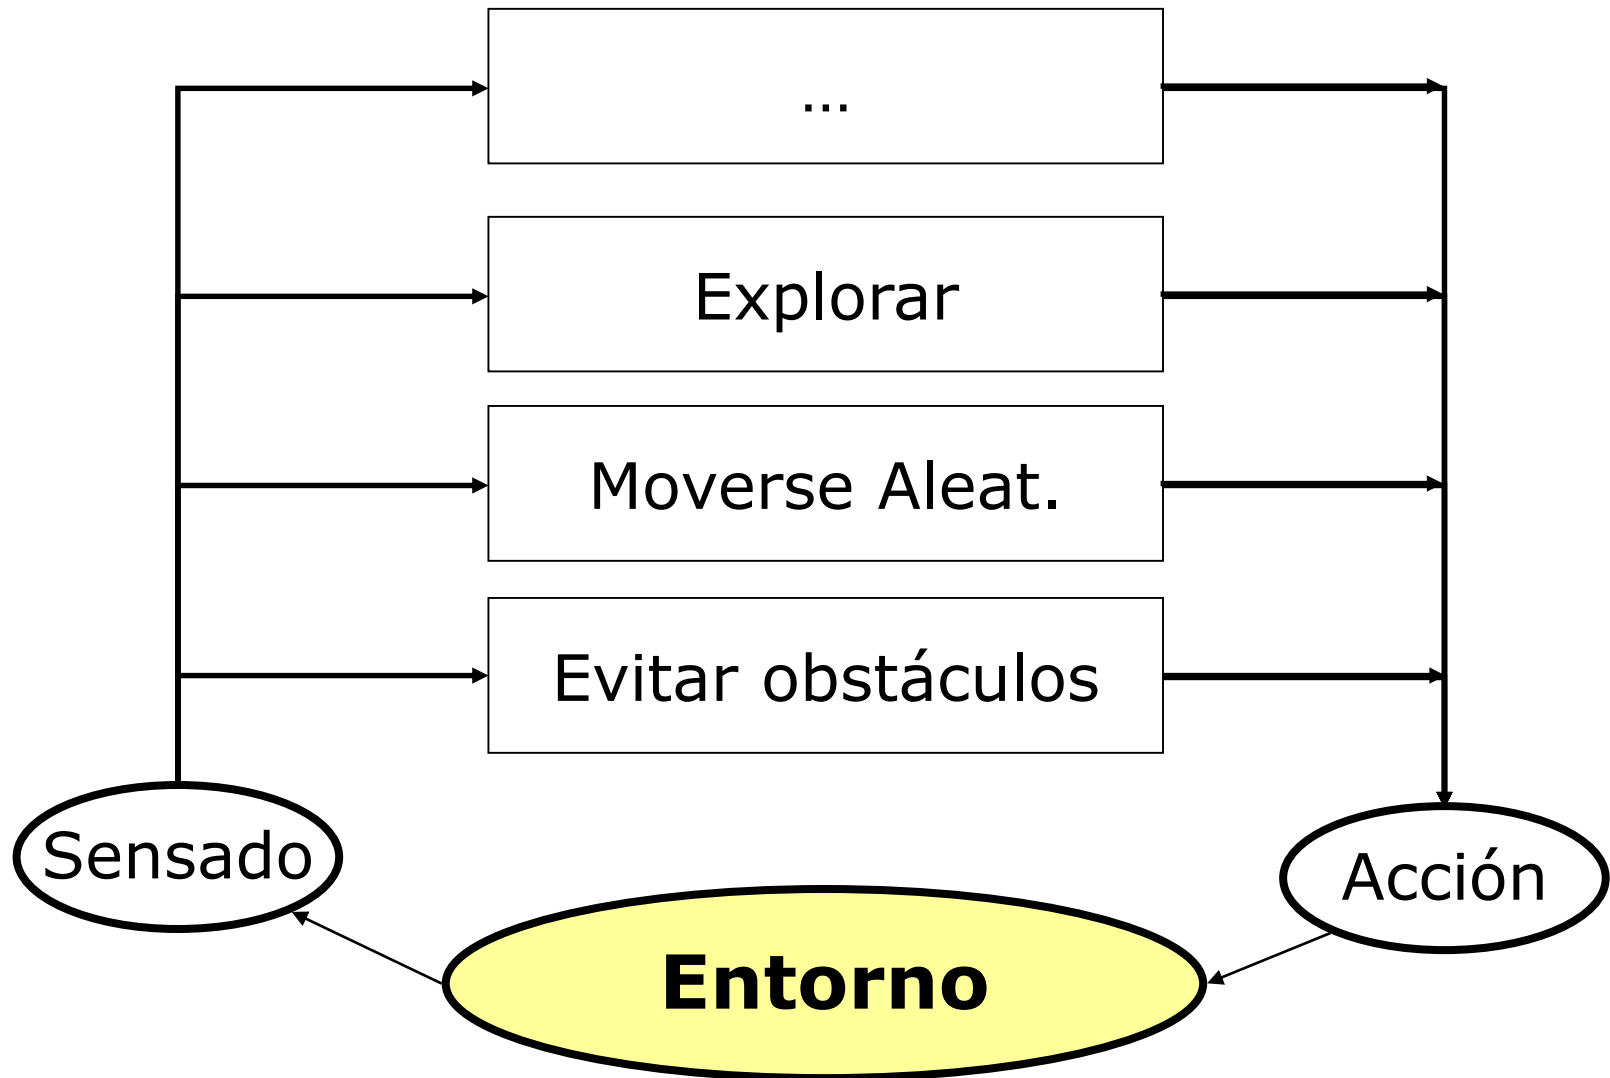 ...
Explorar
Moverse Aleat.
Evitar obstáculos
Sensado
Acción
Entorno